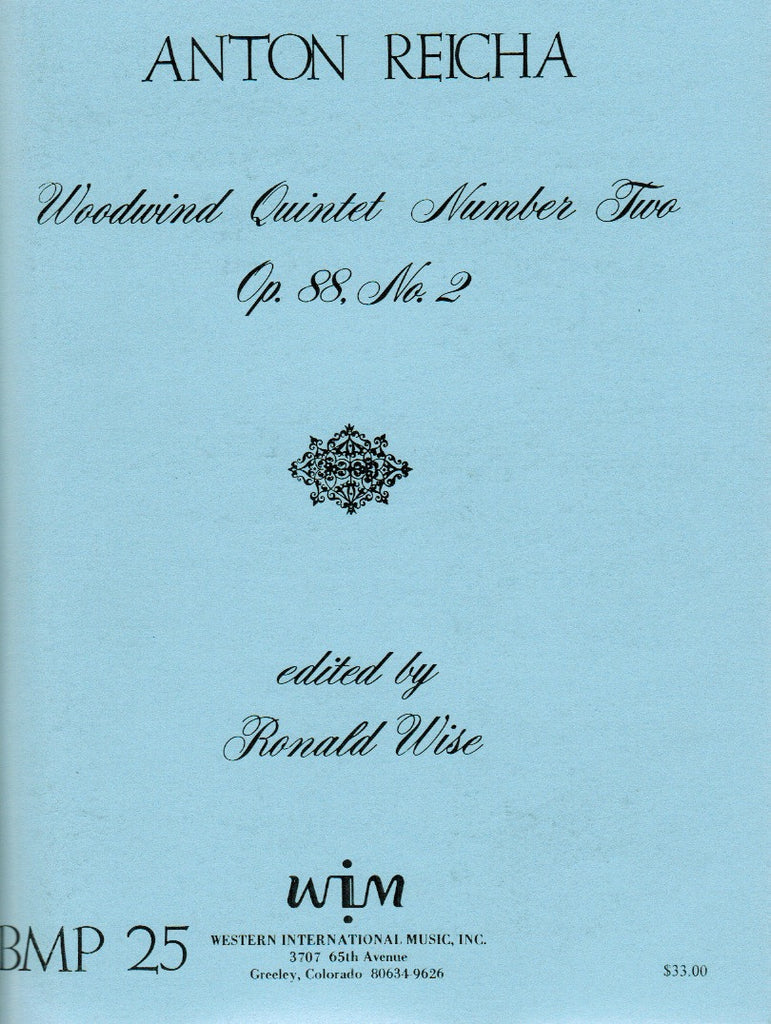 ANTON REICHA
Woodwind Quintet Number Two
Op. 88, No. 2
edited by
Ronald Wise
wim
BMP 25
WESTERN INTERNATIONAL MUSIC, INC.
3707 65th Avenue
Greeley, Colorado 80634-9626
$33.00